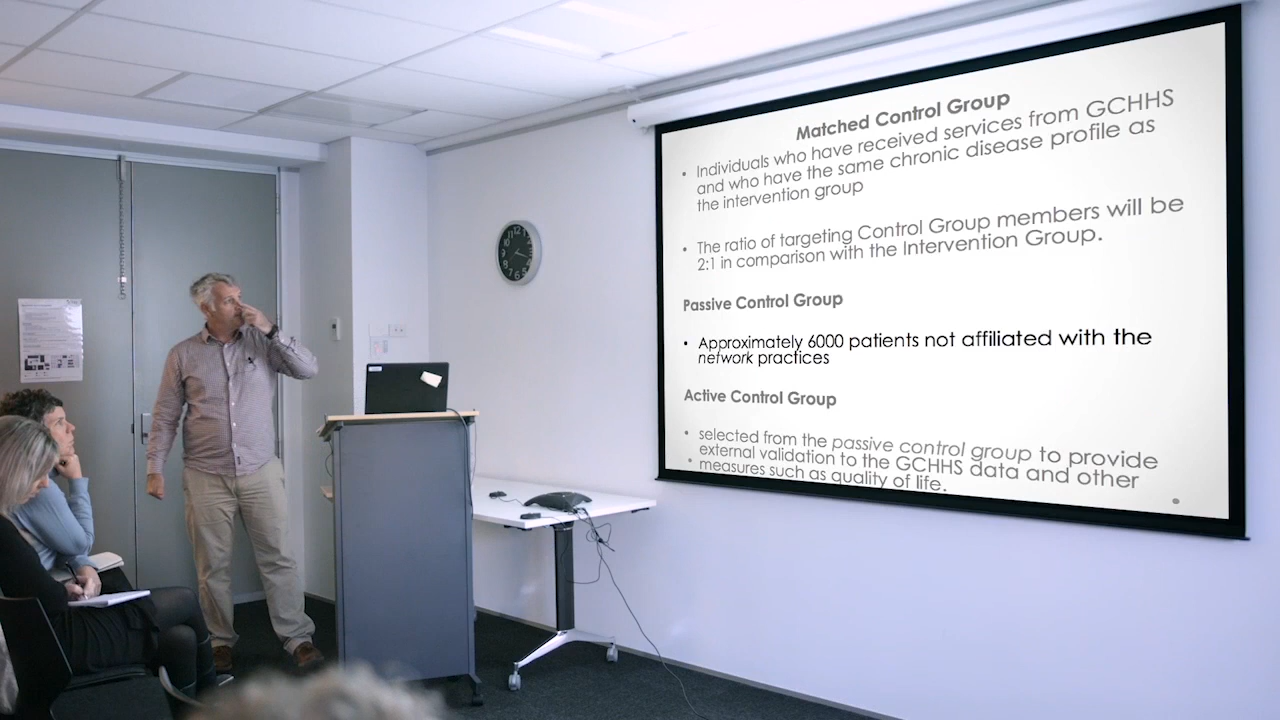 Matched Control Group
• Individuals who have received services from GCHHS
and who have the same chronic disease profile as
the intervention group
• The ratio of targeting Control Group members will be
2:1 in comparison with the Intervention Group.
Passive Control Group
• Approximately 6000 patients not affiliated with the
network practices
Active Control Group
• selected from the passive control group to provide
external validation to the GCHHS data and other
• measures such as quality of life.